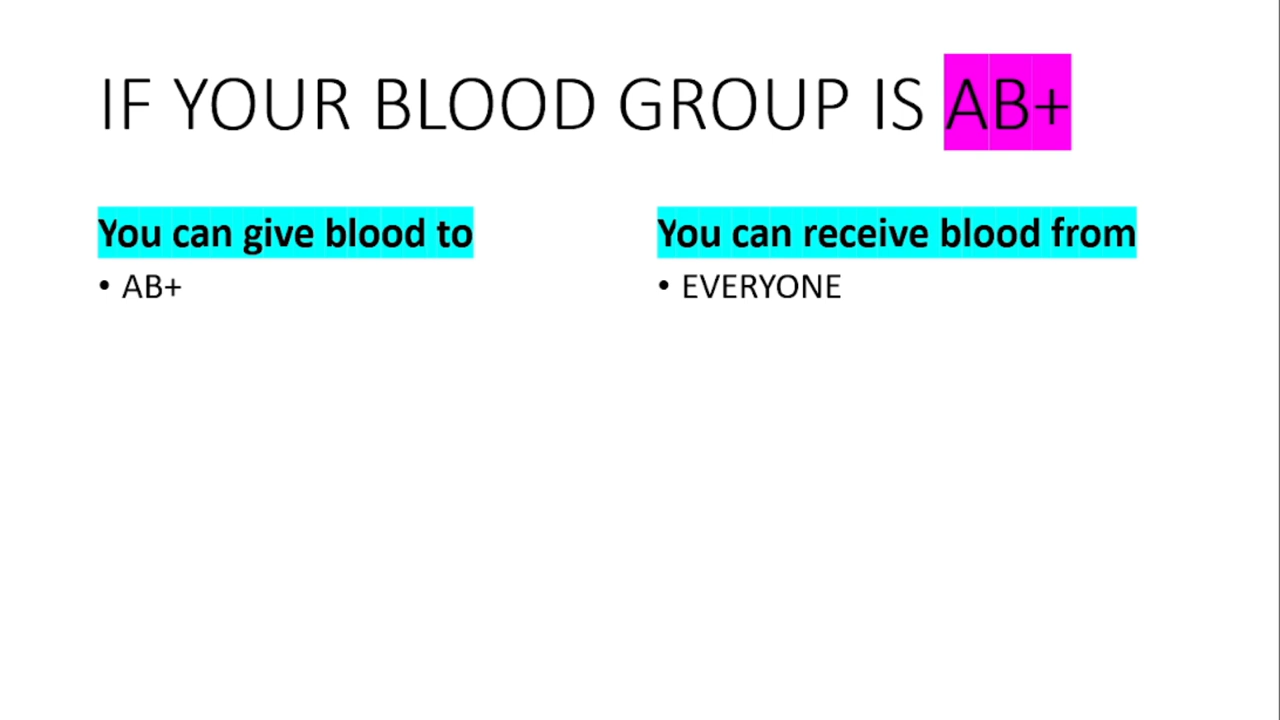 IF YOUR BLOOD GROUP IS AB+
You can give blood to
• AB+
You can receive blood from
• EVERYONE